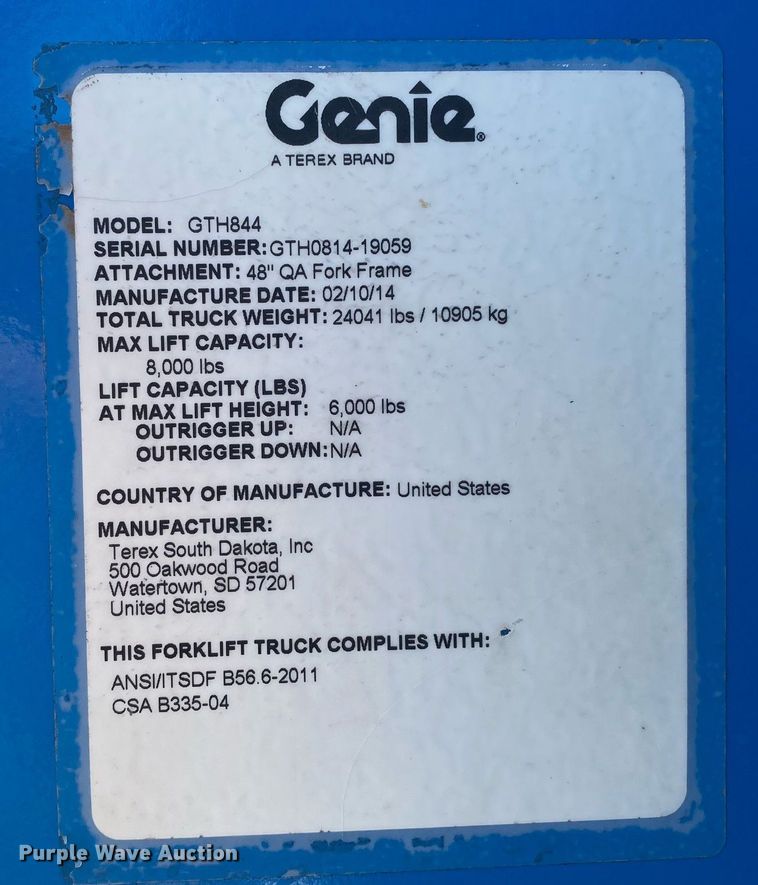 Genie®
A TEREX BRAND
MODEL: GTH844
SERIAL NUMBER: GTH0814-19059
ATTACHMENT: 48" QA Fork Frame
MANUFACTURE DATE: 02/10/14
TOTAL TRUCK WEIGHT: 24041 lbs / 10905 kg
MAX LIFT CAPACITY:
8,000 lbs
LIFT CAPACITY (LBS)
AT MAX LIFT HEIGHT: 6,000 lbs
OUTRIGGER UP: N/A
OUTRIGGER DOWN: N/A
COUNTRY OF MANUFACTURE: United States
MANUFACTURER:
Terex South Dakota, Inc
500 Oakwood Road
Watertown, SD 57201
United States
THIS FORKLIFT TRUCK COMPLIES WITH:
ANSI/ITSDF B56.6-2011
CSA B335-04
Purple Wave Auction